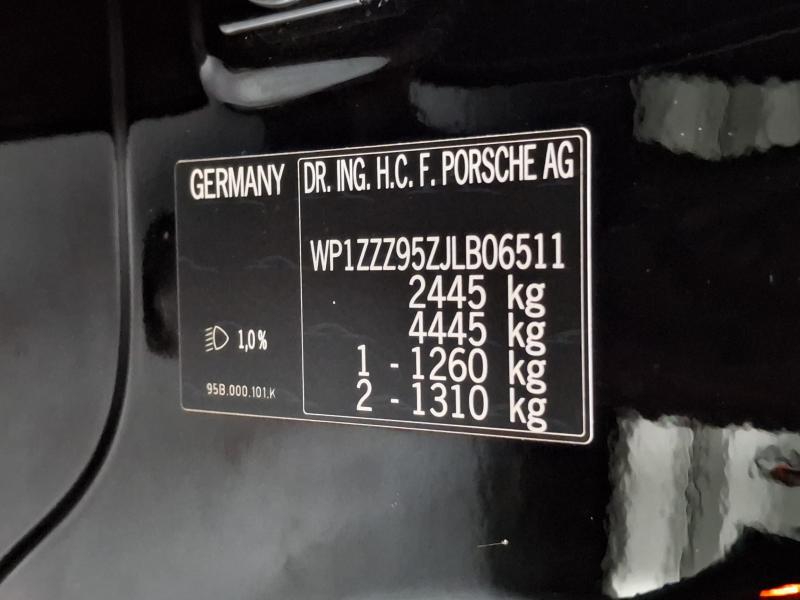 GERMANY
DR. ING. H.C. F. PORSCHE AG
WP1ZZZ95ZJLB06511
2445 kg
4445 kg
1 - 1260 kg
2 - 1310 kg
1,0%
95B.000.101.K